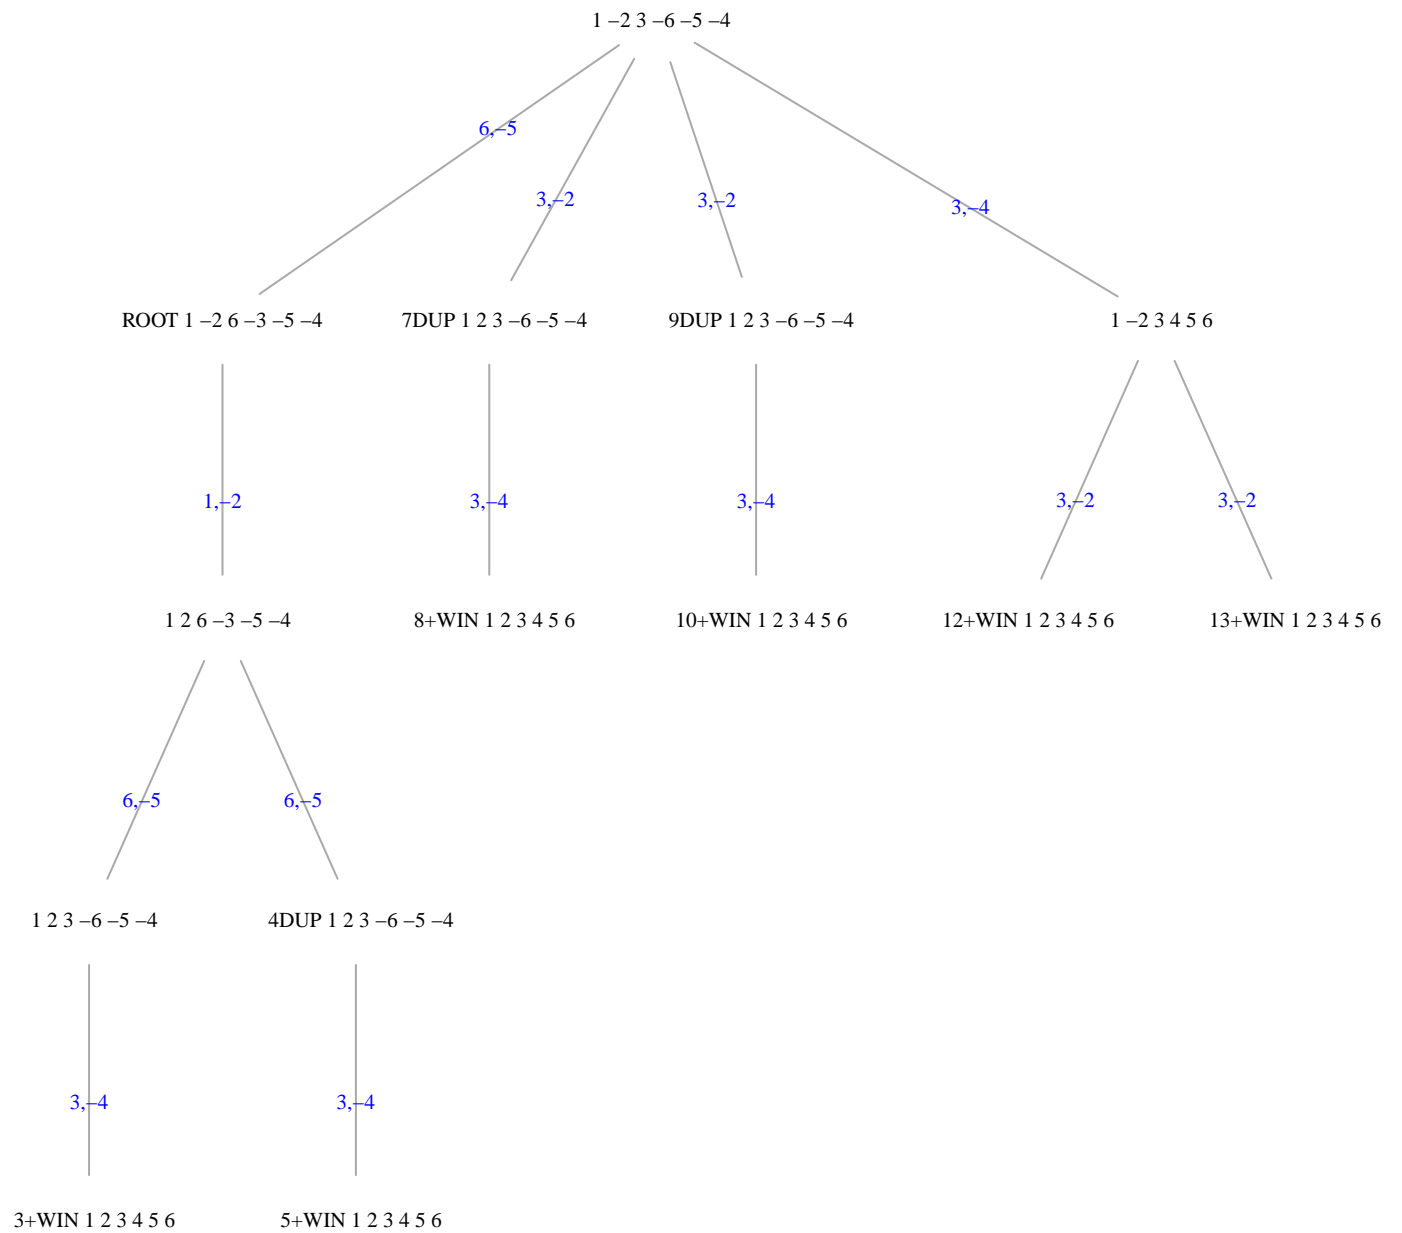 1 –2 3 –6 –5 –4
6,–5
3,–2
3,–2
3,–4
ROOT 1 –2 6 –3 –5 –4
7DUP 1 2 3 –6 –5 –4
9DUP 1 2 3 –6 –5 –4
1 –2 3 4 5 6
1,–2
3,–4
3,–4
3,–2
3,–2
1 2 6 –3 –5 –4
8+WIN 1 2 3 4 5 6
10+WIN 1 2 3 4 5 6
12+WIN 1 2 3 4 5 6
13+WIN 1 2 3 4 5 6
6,–5
6,–5
1 2 3 –6 –5 –4
4DUP 1 2 3 –6 –5 –4
3,–4
3,–4
3+WIN 1 2 3 4 5 6
5+WIN 1 2 3 4 5 6